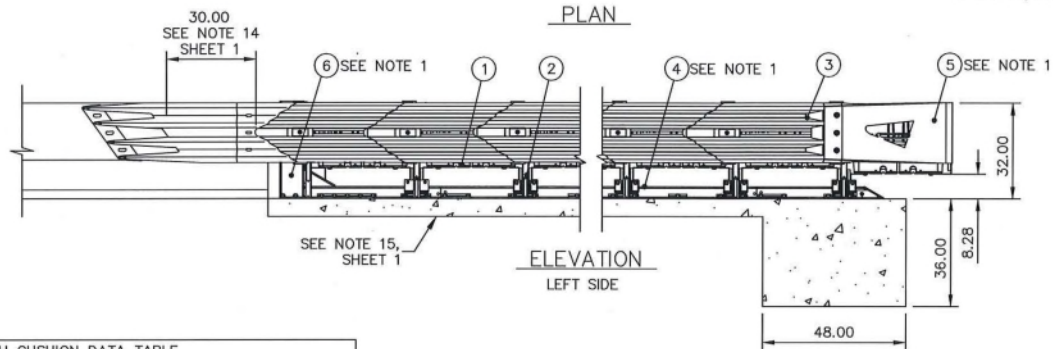 PLAN
30.00
SEE NOTE 14
SHEET 1
6 SEE NOTE 1
1
2
4 SEE NOTE 1
3
5 SEE NOTE 1
32.00
SEE NOTE 15,
SHEET 1
ELEVATION
LEFT SIDE
36.00
8.28
48.00
CUSHION DATA TABLE